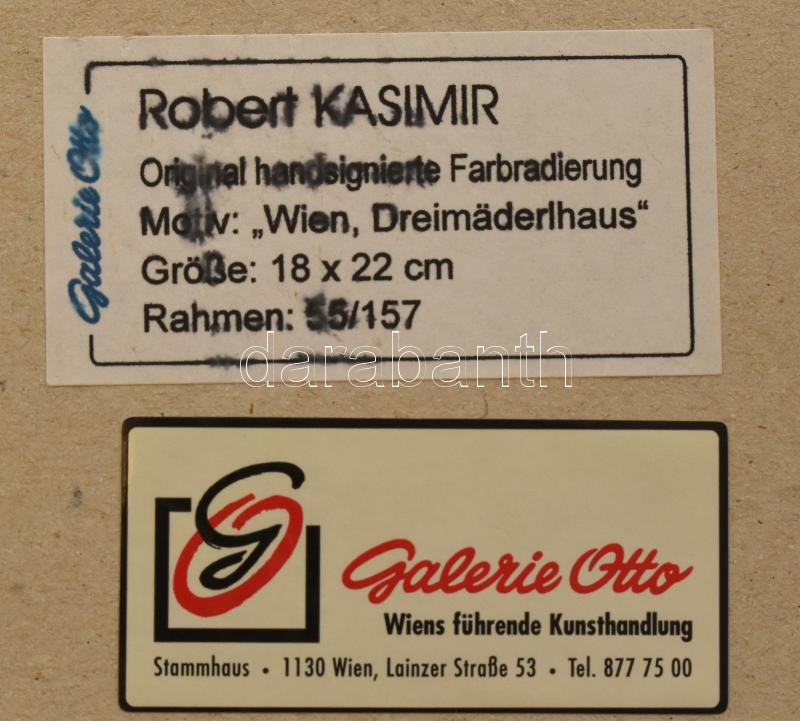 Galerie Otto
Robert KASIMIR
Original handsignierte Farbradierung
Motiv: „Wien, Dreimäderlhaus“
Größe: 18 x 22 cm
Rahmen: 55/157
darabanth
Galerie Otto
Wiens führende Kunsthandlung
Stammhaus • 1130 Wien, Lainzer Straße 53 • Tel. 877 75 00